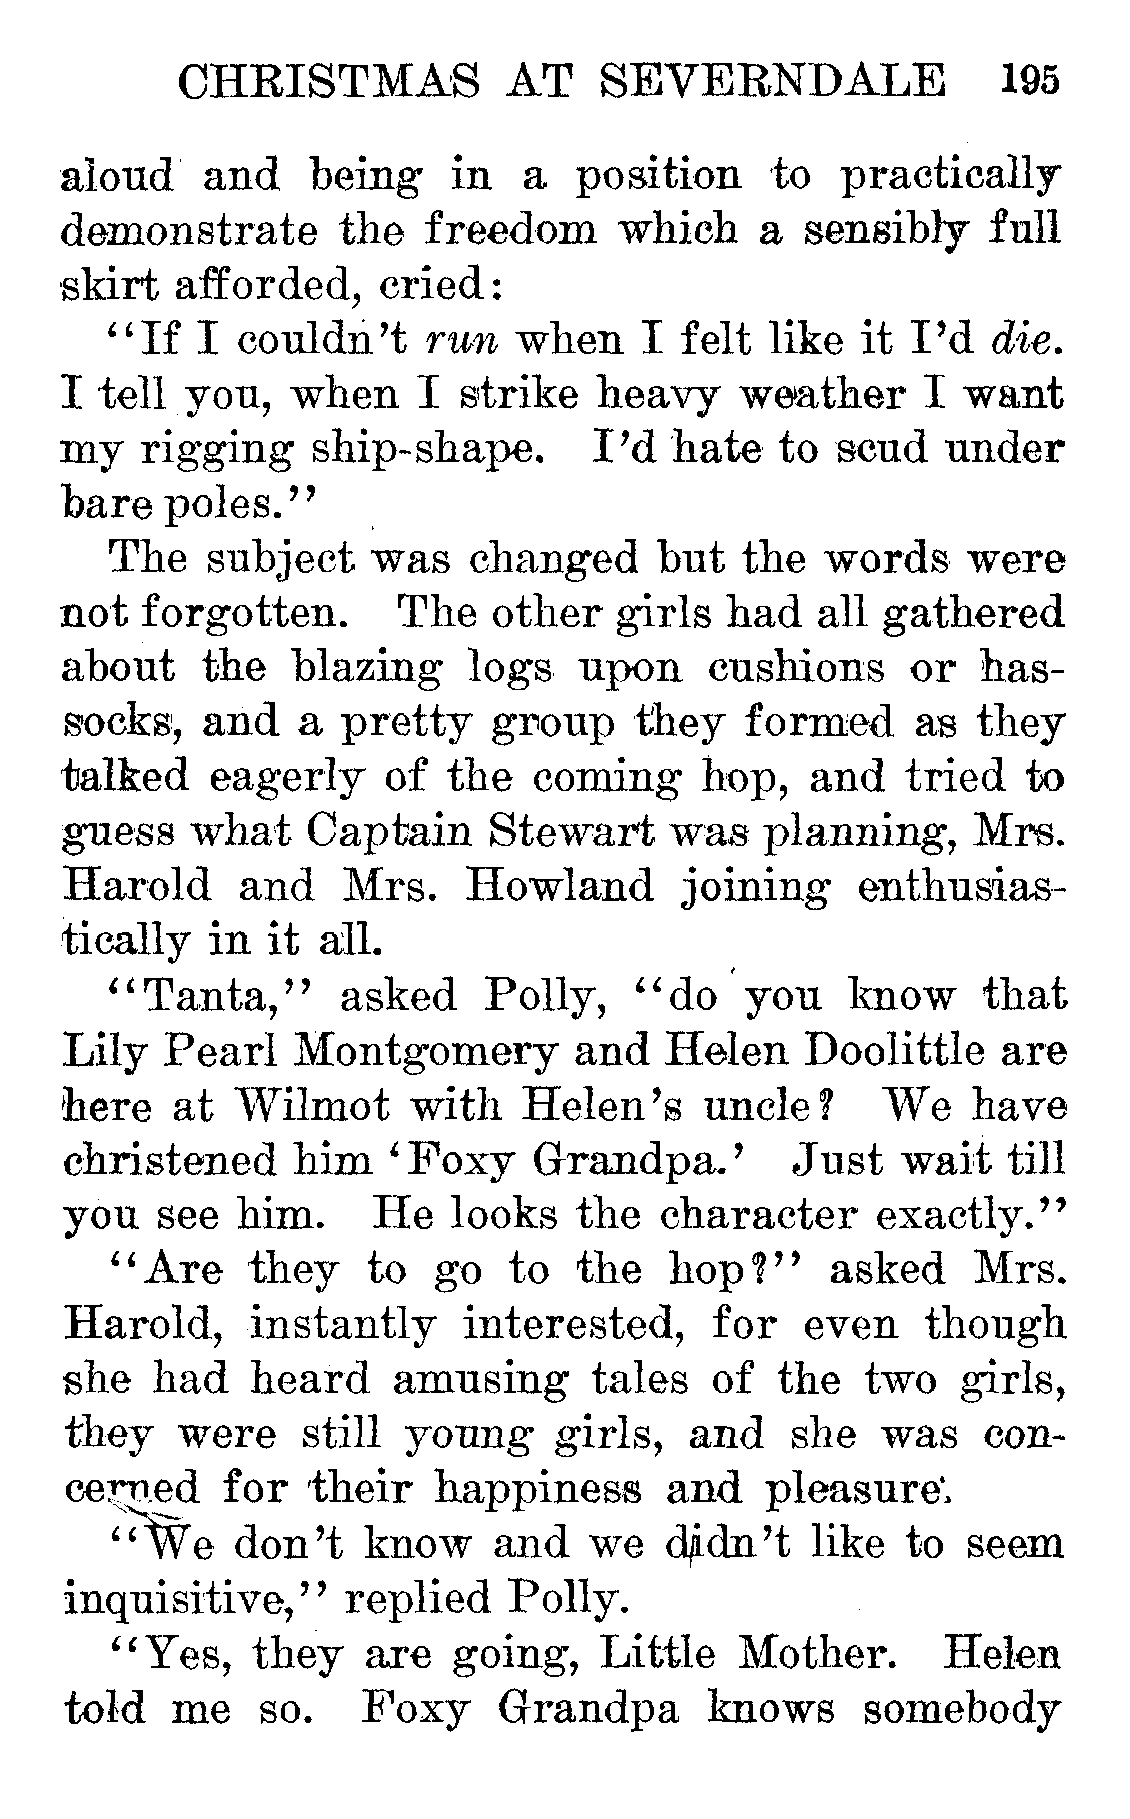 CHRISTMAS AT SEVERNDALE 195
aloud and being in a position to practically
demonstrate the freedom which a sensibly full
skirt afforded, cried:
“If I couldn’t run when I felt like it I’d die.
I tell you, when I strike heavy weather I want
my rigging ship-shape. I’d hate to scud under
bare poles.”
The subject was changed but the words were
not forgotten. The other girls had all gathered
about the blazing logs upon cushions or has-
socks, and a pretty group they formed as they
talked eagerly of the coming hop, and tried to
guess what Captain Stewart was planning, Mrs.
Harold and Mrs. Howland joining enthusias-
tically in it all.
“Tanta,” asked Polly, “do you know that
Lily Pearl Montgomery and Helen Doolittle are
here at Wilmot with Helen’s uncle? We have
christened him ‘Foxy Grandpa.’ Just wait till
you see him. He looks the character exactly.”
“Are they to go to the hop?” asked Mrs.
Harold, instantly interested, for even though
she had heard amusing tales of the two girls,
they were still young girls, and she was con-
cerned for their happiness and pleasure.
“We don’t know and we didn’t like to seem
inquisitive,” replied Polly.
“Yes, they are going, Little Mother. Helen
told me so. Foxy Grandpa knows somebody